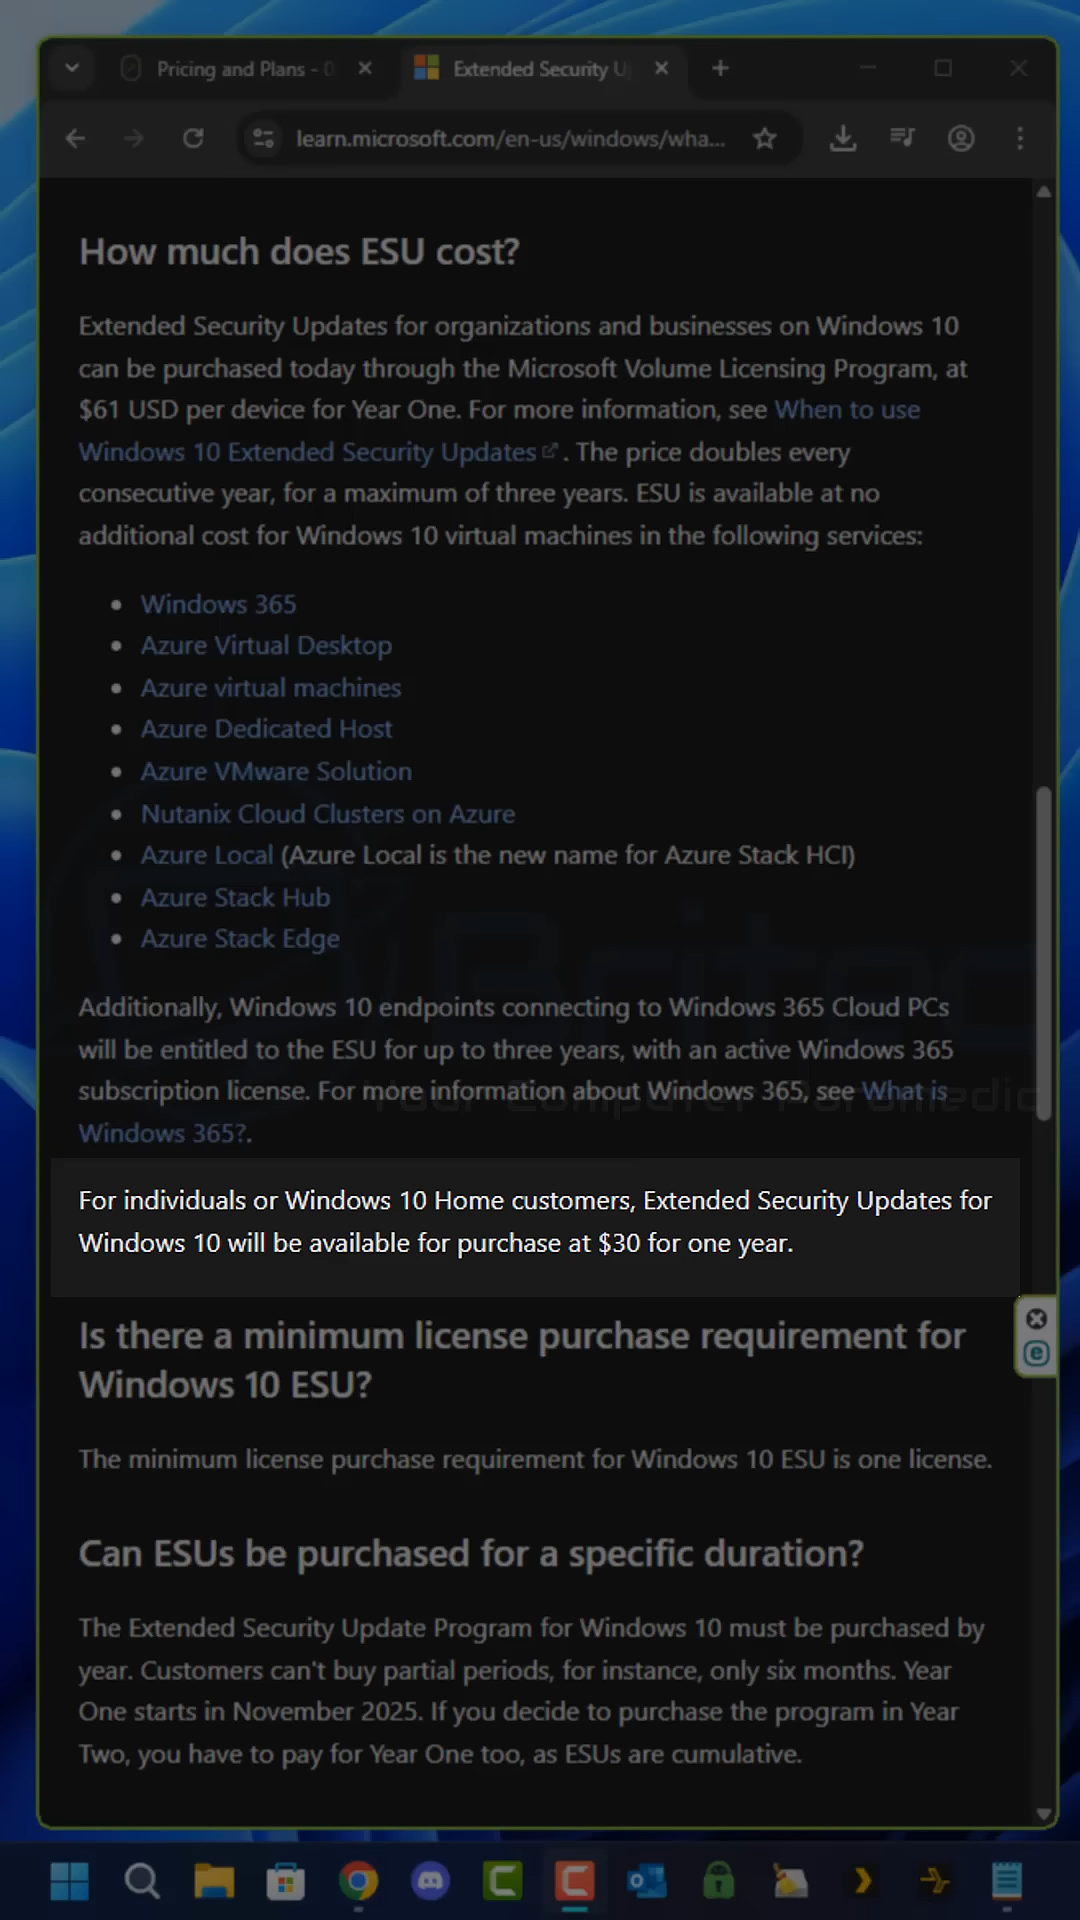 Pricing and Plans -
Extended Security U
learn.microsoft.com/en-us/windows/wha...
How much does ESU cost?
Extended Security Updates for organizations and businesses on Windows 10
can be purchased today through the Microsoft Volume Licensing Program, at
$61 USD per device for Year One. For more information, see When to use
Windows 10 Extended Security Updates. The price doubles every
consecutive year, for a maximum of three years. ESU is available at no
additional cost for Windows 10 virtual machines in the following services:
• Windows 365
• Azure Virtual Desktop
• Azure virtual machines
• Azure Dedicated Host
• Azure VMware Solution
• Nutanix Cloud Clusters on Azure
• Azure Local (Azure Local is the new name for Azure Stack HCI)
• Azure Stack Hub
• Azure Stack Edge
Britec
Additionally, Windows 10 endpoints connecting to Windows 365 Cloud PCs
will be entitled to the ESU for up to three years, with an active Windows 365
subscription license. For more information about Windows 365, see What is
Your Computer Paramedic
Windows 365?.
For individuals or Windows 10 Home customers, Extended Security Updates for
Windows 10 will be available for purchase at $30 for one year.
Is there a minimum license purchase requirement for
Windows 10 ESU?
The minimum license purchase requirement for Windows 10 ESU is one license.
Can ESUs be purchased for a specific duration?
The Extended Security Update Program for Windows 10 must be purchased by
year. Customers can't buy partial periods, for instance, only six months. Year
One starts in November 2025. If you decide to purchase the program in Year
Two, you have to pay for Year One too, as ESUs are cumulative.